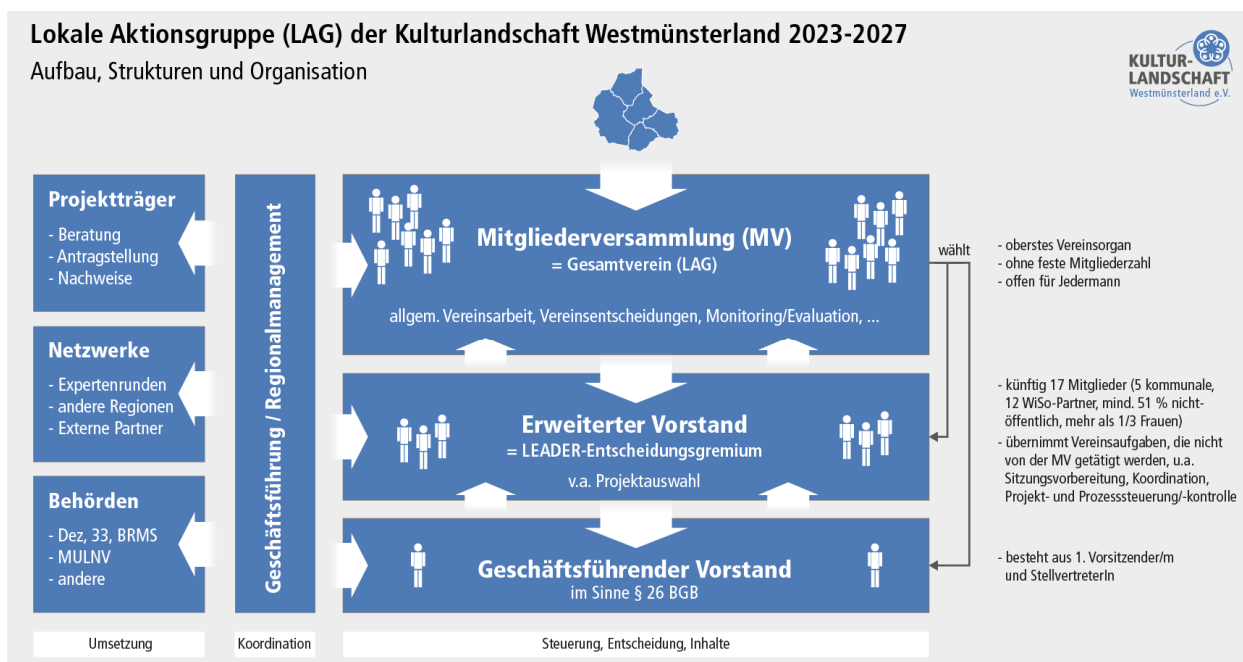 Lokale Aktionsgruppe (LAG) der Kulturlandschaft Westmünsterland 2023-2027
Aufbau, Strukturen und Organisation
KULTUR-
LANDSCHAFT
Westmünsterland e.V.
Projektträger
- Beratung
- Antragstellung
- Nachweise
Netzwerke
- Expertenrunden
- andere Regionen
- Externe Partner
Behörden
- Dez, 33, BRMS
- MULNV
- andere
Umsetzung
Geschäftsführung / Regionalmanagement
Koordination
Mitgliederversammlung (MV)
= Gesamtverein (LAG)
allgem. Vereinsarbeit, Vereinsentscheidungen, Monitoring/Evaluation, ...
Erweiterter Vorstand
= LEADER-Entscheidungsgremium
v.a. Projektauswahl
Geschäftsführender Vorstand
im Sinne § 26 BGB
Steuerung, Entscheidung, Inhalte
wählt
- oberstes Vereinsorgan
- ohne feste Mitgliederzahl
- offen für Jedermann
- künftig 17 Mitglieder (5 kommunale,
12 WiSo-Partner, mind. 51 % nicht-
öffentlich, mehr als 1/3 Frauen)
- übernimmt Vereinsaufgaben, die nicht
von der MV getätigt werden, u.a.
Sitzungsvorbereitung, Koordination,
Projekt- und Prozesssteuerung/-kontrolle
- besteht aus 1. Vorsitzender/m
und StellvertreterIn